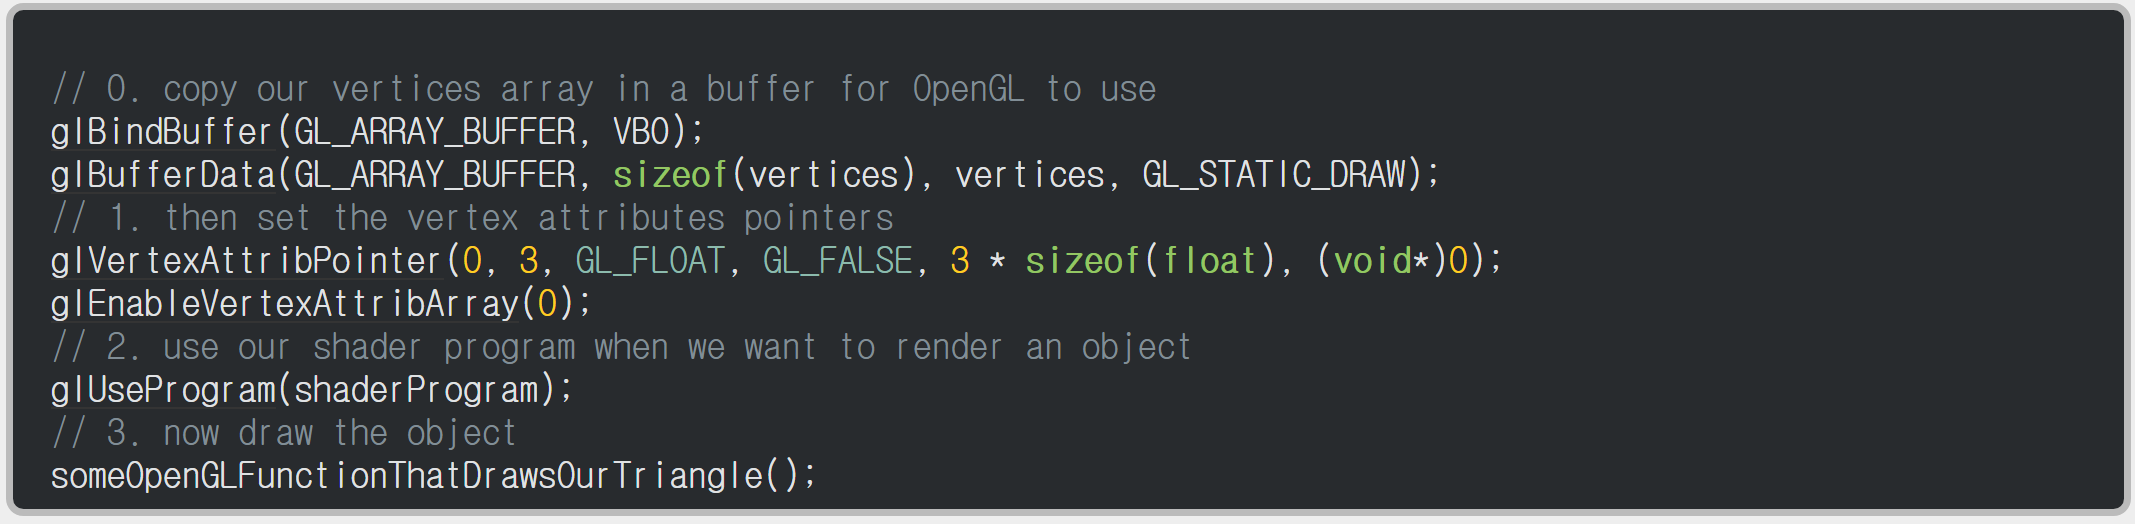 // 0. copy our vertices array in a buffer for OpenGL to use
glBindBuffer(GL_ARRAY_BUFFER, VBO);
glBufferData(GL_ARRAY_BUFFER, sizeof(vertices), vertices, GL_STATIC_DRAW);
// 1. then set the vertex attributes pointers
glVertexAttribPointer(0, 3, GL_FLOAT, GL_FALSE, 3 * sizeof(float), (void*)0);
glEnableVertexAttribArray(0);
// 2. use our shader program when we want to render an object
glUseProgram(shaderProgram);
// 3. now draw the object
someOpenGLFunctionThatDrawsOurTriangle();